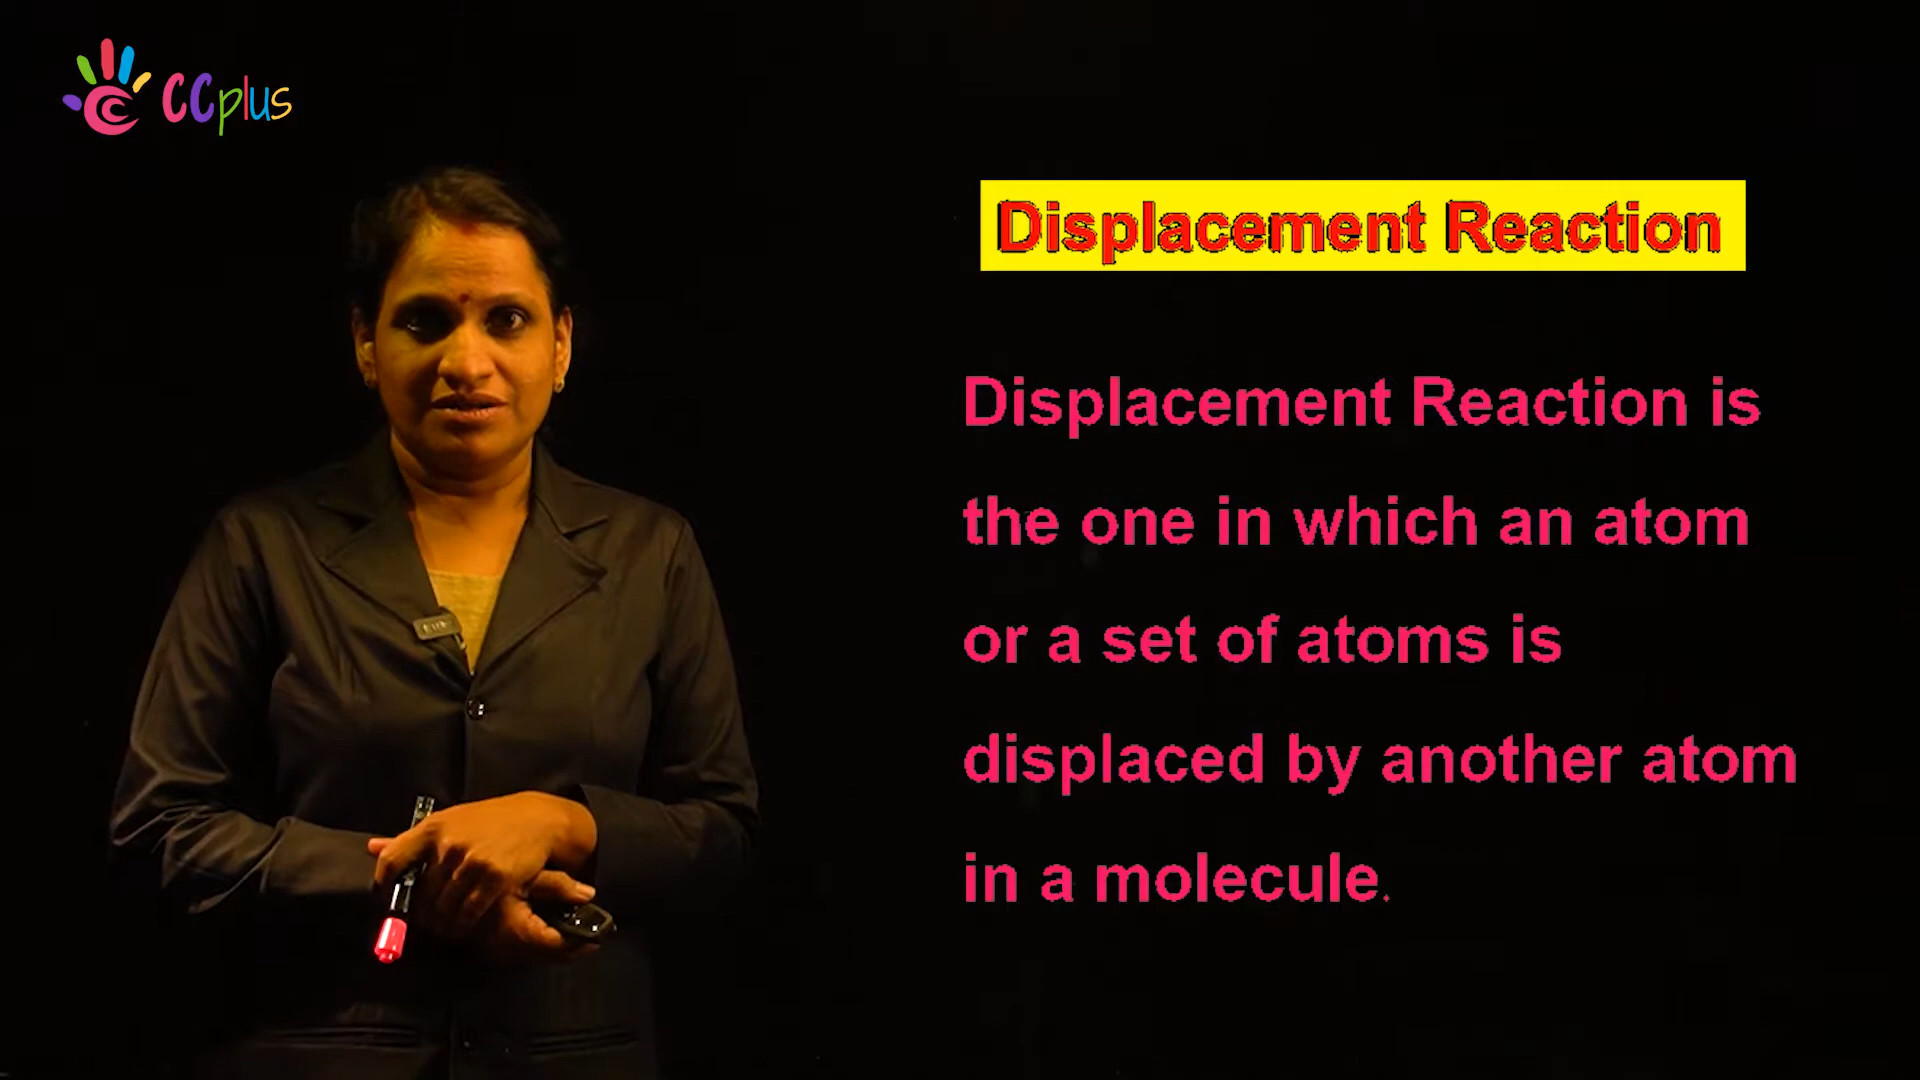 CCplus
Displacement Reaction
Displacement Reaction is
the one in which an atom
or a set of atoms is
displaced by another atom
in a molecule.